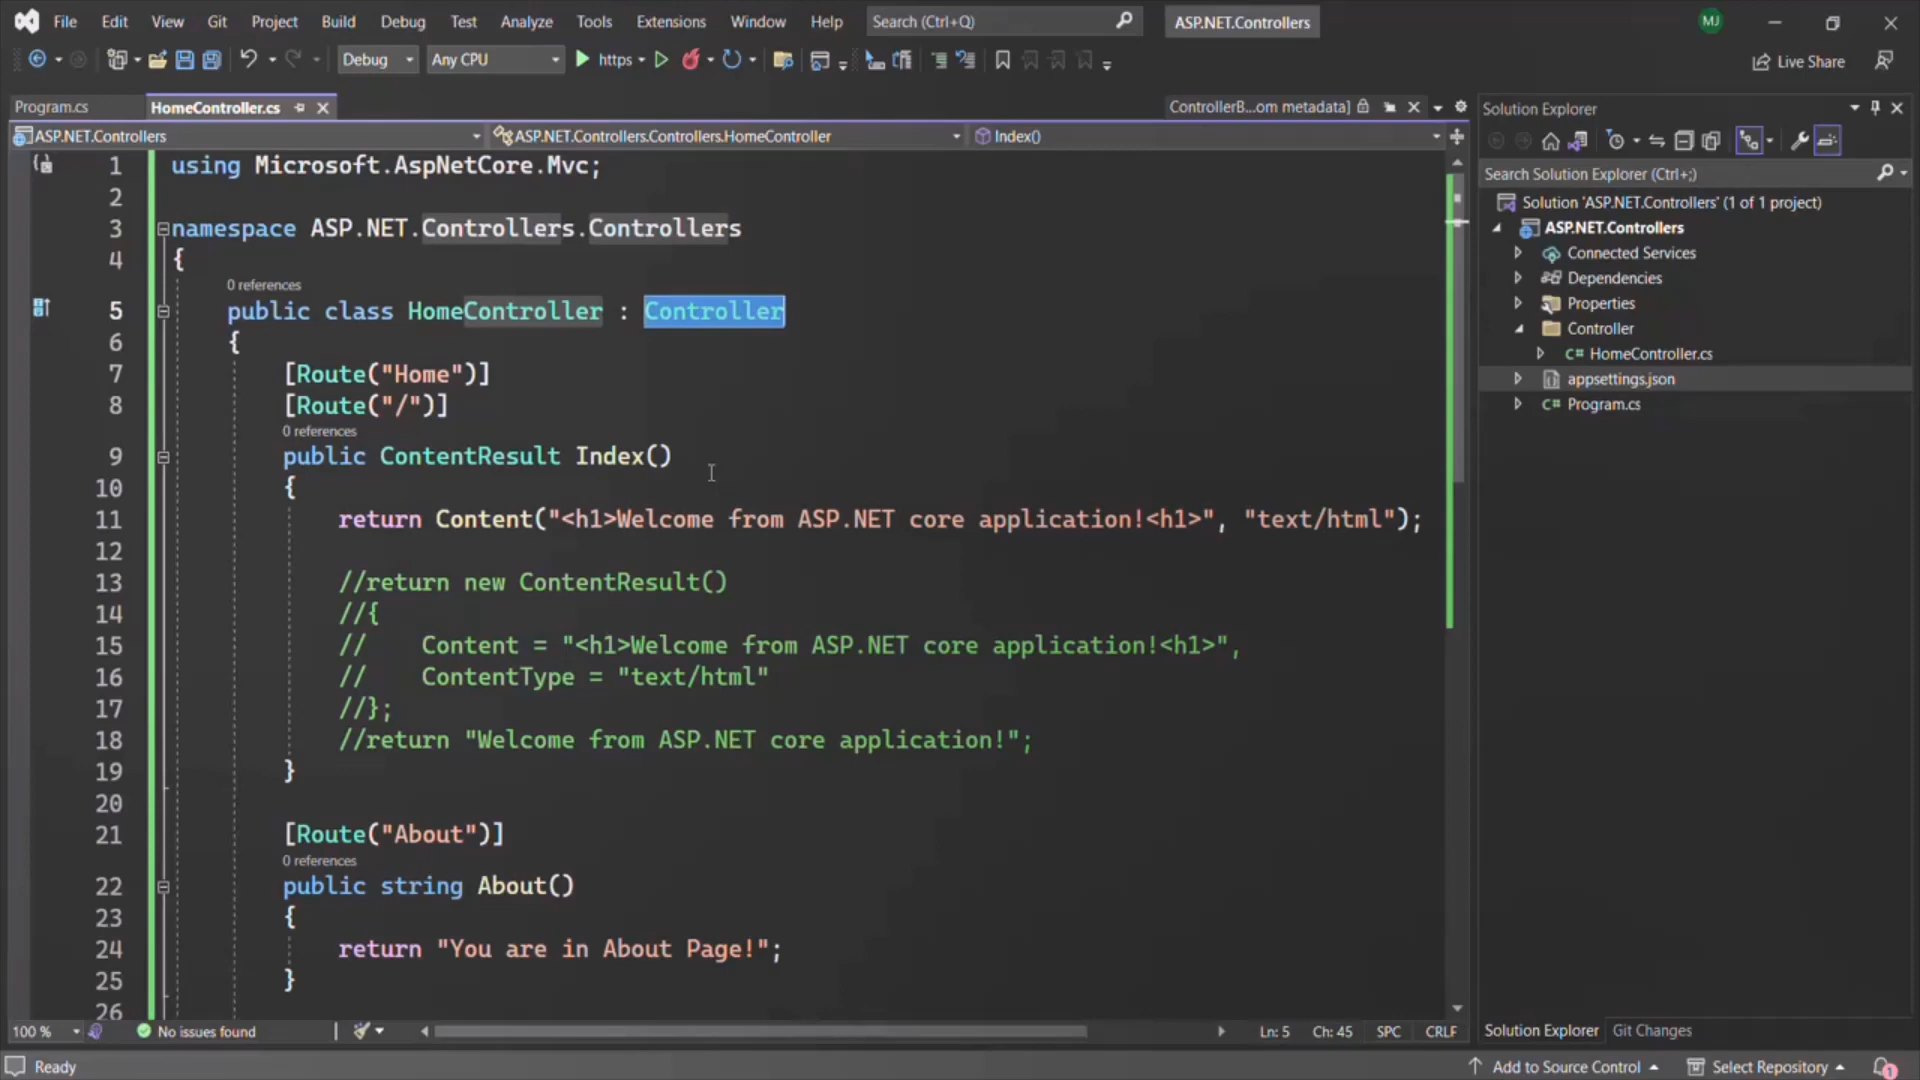 File Edit View Git Project Build Debug Test Analyze Tools Extensions Window Help Search (Ctrl+Q) ASP.NET.Controllers MJ
Debug Any CPU https Live Share
Program.cs HomeController.cs ControllerB...om metadata]
ASP.NET.Controllers ASP.NET.Controllers.Controllers.HomeController Index()
1 using Microsoft.AspNetCore.Mvc;
2
3 namespace ASP.NET.Controllers.Controllers
4 {
0 references
5 public class HomeController : Controller
6 {
7 [Route("Home")]
8 [Route("/")]
0 references
9 public ContentResult Index()
10 {
11 return Content("<h1>Welcome from ASP.NET core application!<h1>", "text/html");
12
13 //return new ContentResult()
14 //{
15 // Content = "<h1>Welcome from ASP.NET core application!<h1>",
16 // ContentType = "text/html"
17 //};
18 //return "Welcome from ASP.NET core application!";
19 }
20
21 [Route("About")]
0 references
22 public string About()
23 {
24 return "You are in About Page!";
25 }
26
100 % No issues found Ln: 5 Ch: 45 SPC CRLF
Solution Explorer
Search Solution Explorer (Ctrl+;)
Solution 'ASP.NET.Controllers' (1 of 1 project)
ASP.NET.Controllers
Connected Services
Dependencies
Properties
Controller
C# HomeController.cs
appsettings.json
C# Program.cs
Solution Explorer Git Changes
Ready Add to Source Control Select Repository 1